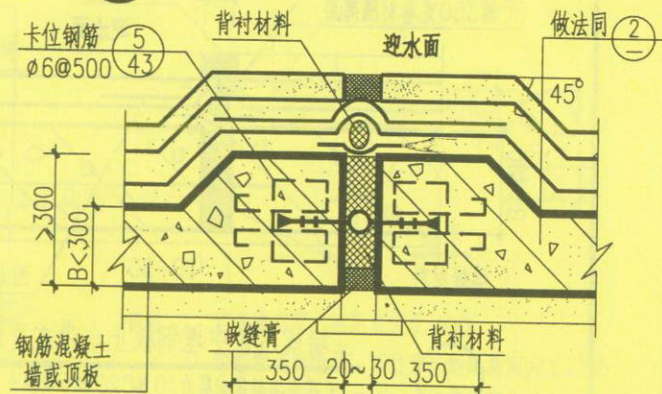 卡位钢筋
φ6@500
5
43
背衬材料
迎水面
做法同
2
—
45°
≥300
B<300
嵌缝膏
背衬材料
钢筋混凝土
墙或顶板
350 20~30 350